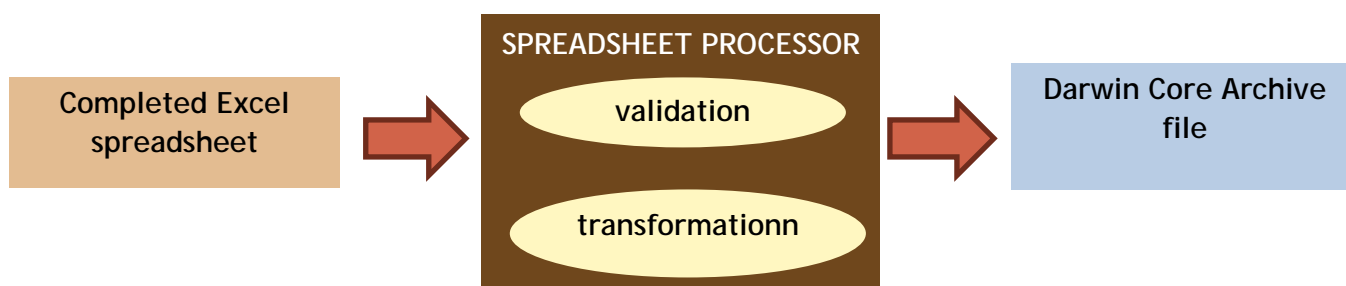 Completed Excel
spreadsheet
SPREADSHEET PROCESSOR
validation
transformationn
Darwin Core Archive
file